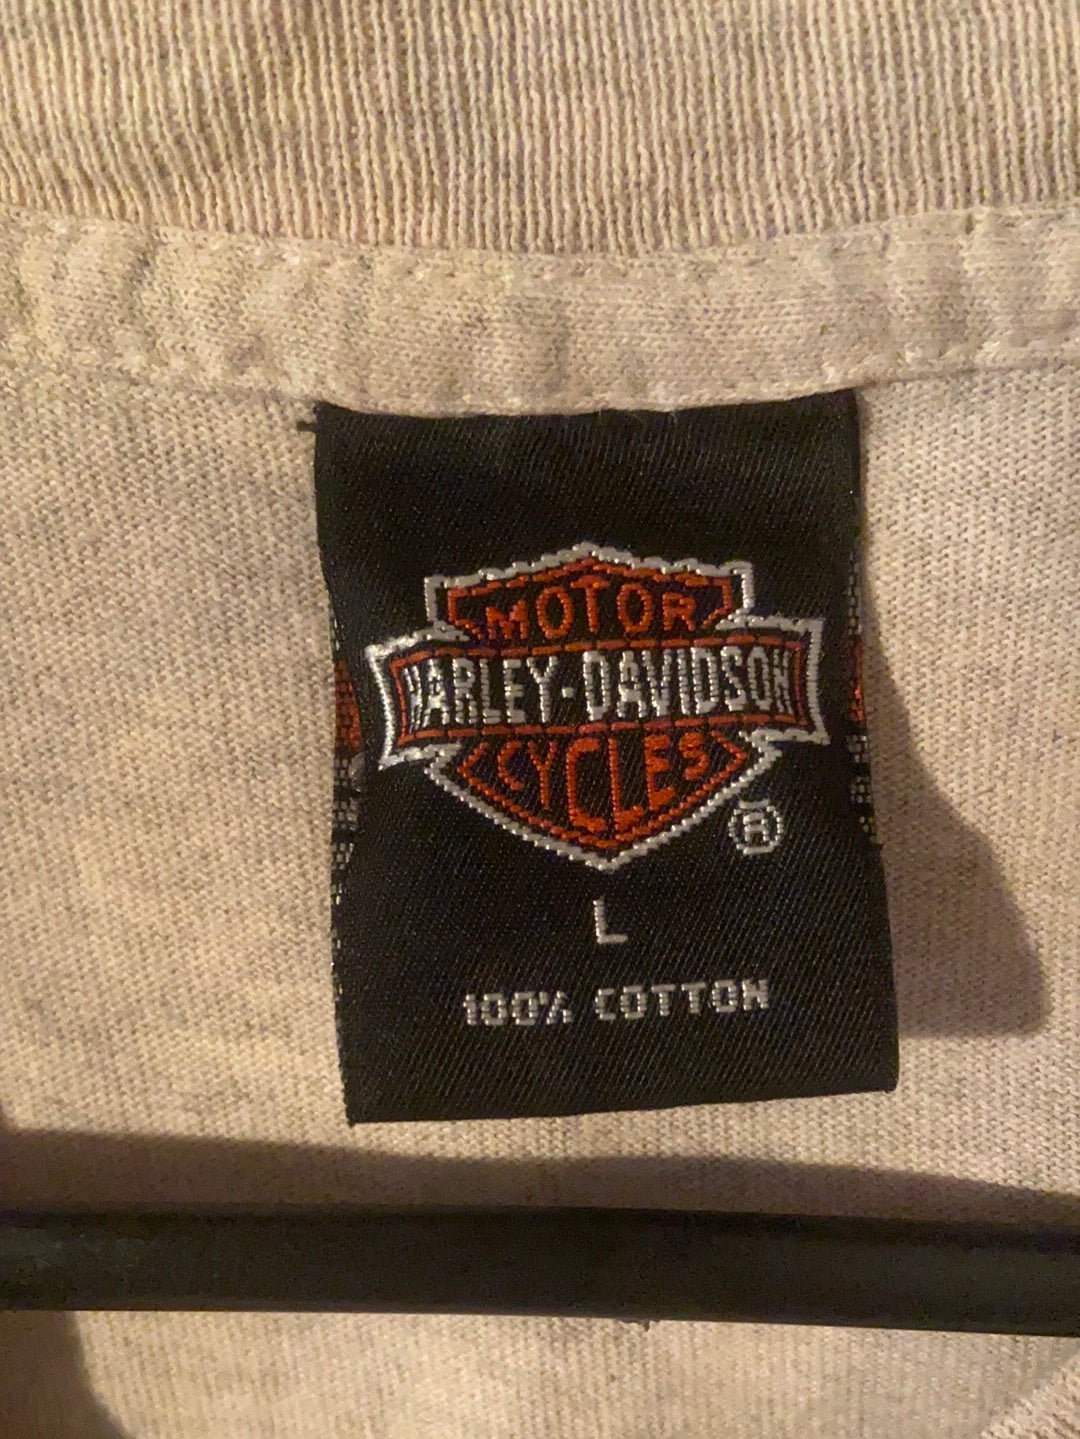 MOTOR
HARLEY-DAVIDSON
CYCLES
®
L
100% COTTON